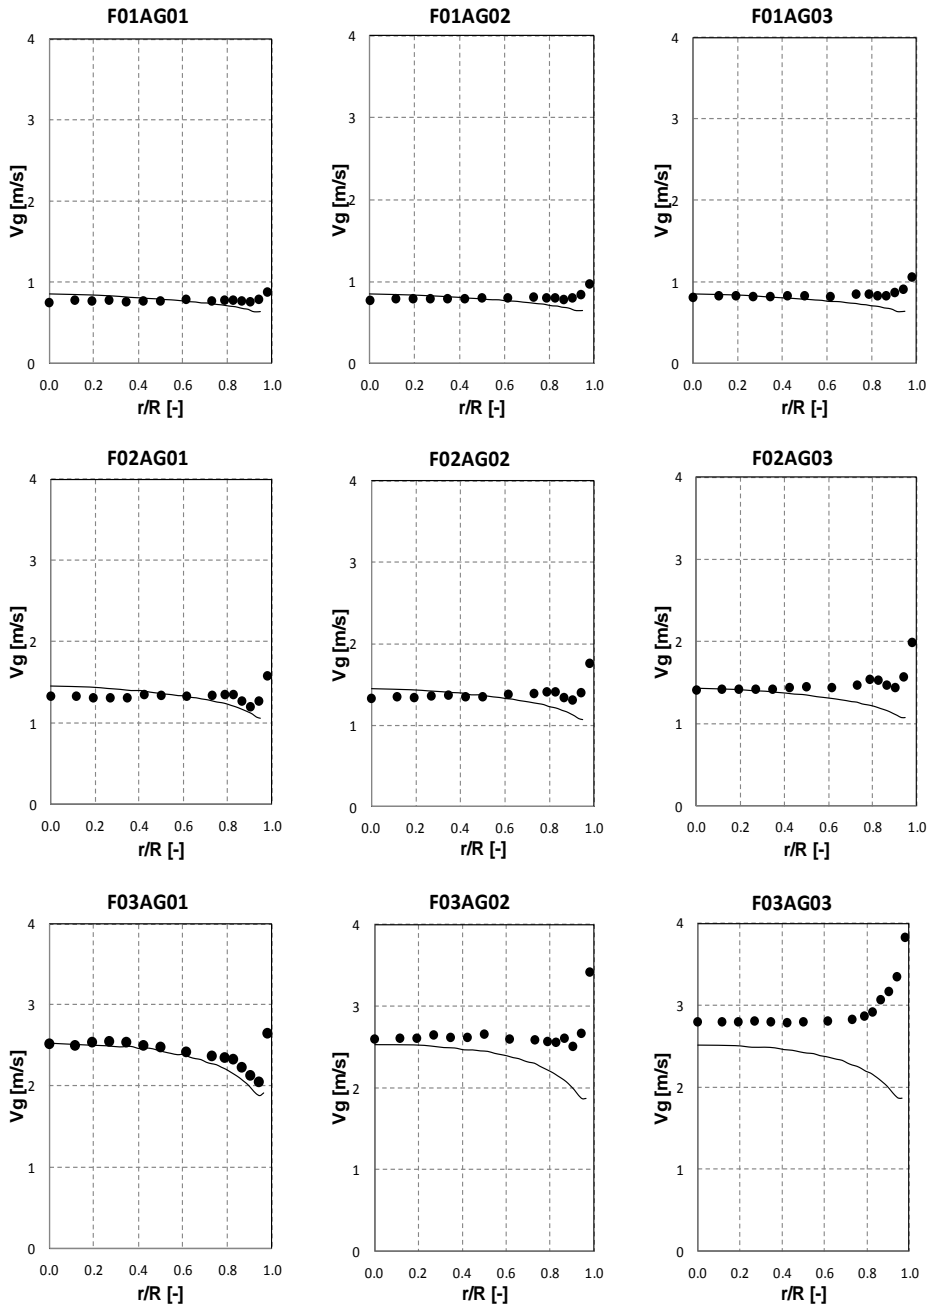 F01AG01 F01AG02 F01AG03
4 4 4
3 3 3
2 2 2
1 1 1
0 0 0
Vg [m/s] Vg [m/s] Vg [m/s]
0.0 0.2 0.4 0.6 0.8 1.0 0.0 0.2 0.4 0.6 0.8 1.0 0.0 0.2 0.4 0.6 0.8 1.0
r/R [-] r/R [-] r/R [-]
F02AG01 F02AG02 F02AG03
4 4 4
3 3 3
2 2 2
1 1 1
0 0 0
Vg [m/s] Vg [m/s] Vg [m/s]
0.0 0.2 0.4 0.6 0.8 1.0 0.0 0.2 0.4 0.6 0.8 1.0 0.0 0.2 0.4 0.6 0.8 1.0
r/R [-] r/R [-] r/R [-]
F03AG01 F03AG02 F03AG03
4 4 4
3 3 3
2 2 2
1 1 1
0 0 0
Vg [m/s] Vg [m/s] Vg [m/s]
0.0 0.2 0.4 0.6 0.8 1.0 0.0 0.2 0.4 0.6 0.8 1.0 0.0 0.2 0.4 0.6 0.8 1.0
r/R [-] r/R [-] r/R [-]